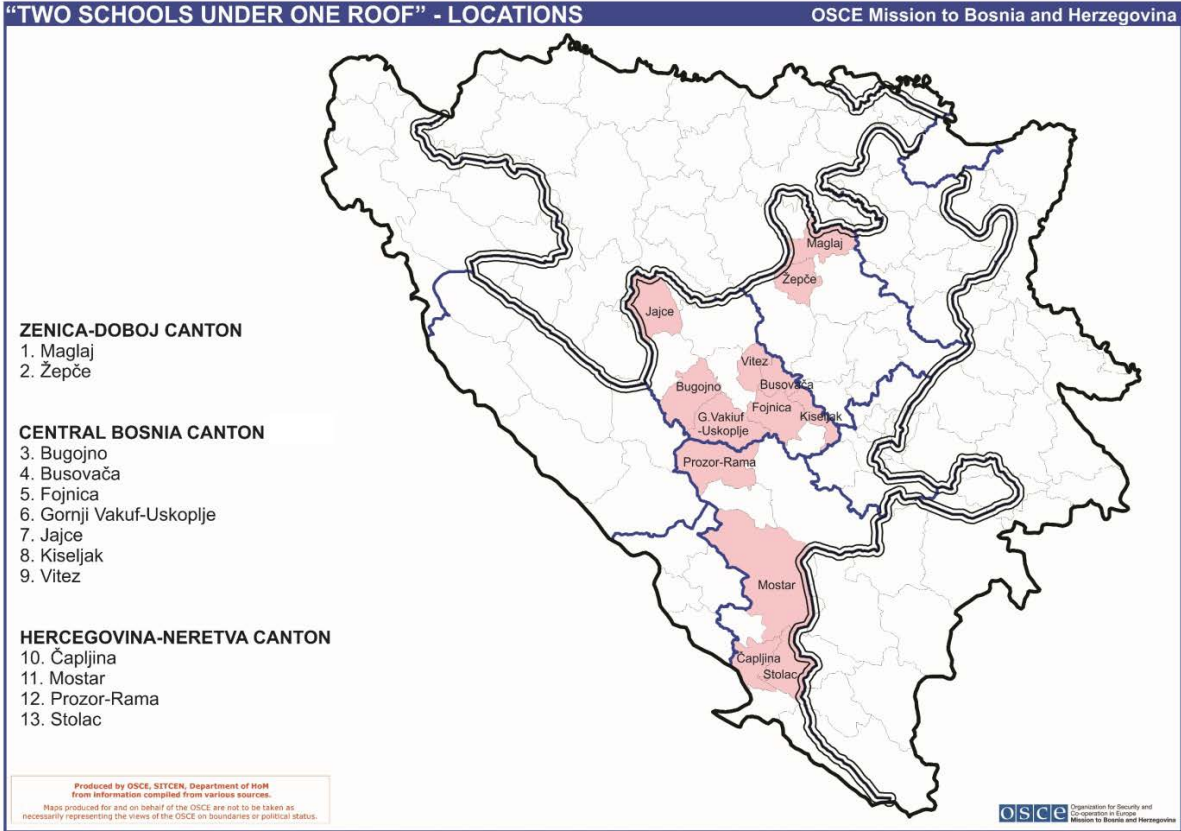 “TWO SCHOOLS UNDER ONE ROOF” - LOCATIONS
OSCE Mission to Bosnia and Herzegovina
ZENICA-DOBOJ CANTON
1. Maglaj
2. Žepče
CENTRAL BOSNIA CANTON
3. Bugojno
4. Busovača
5. Fojnica
6. Gornji Vakuf-Uskoplje
7. Jajce
8. Kiseljak
9. Vitez
HERCEGOVINA-NERETVA CANTON
10. Čapljina
11. Mostar
12. Prozor-Rama
13. Stolac
Maglaj
Žepče
Jajce
Vitez
Bugojno
Busovača
Fojnica
G.Vakiuf
-Uskoplje
Kiseljak
Prozor-Rama
Mostar
Čapljina
Stolac
Produced by OSCE, SITCEN, Department of HoM
from information compiled from various sources.
Maps produced for and on behalf of the OSCE are not to be taken as
necessarily representing the views of the OSCE on boundaries or political status.
osce
Organization for Security and
Co-operation in Europe
Mission to Bosnia and Herzegovina